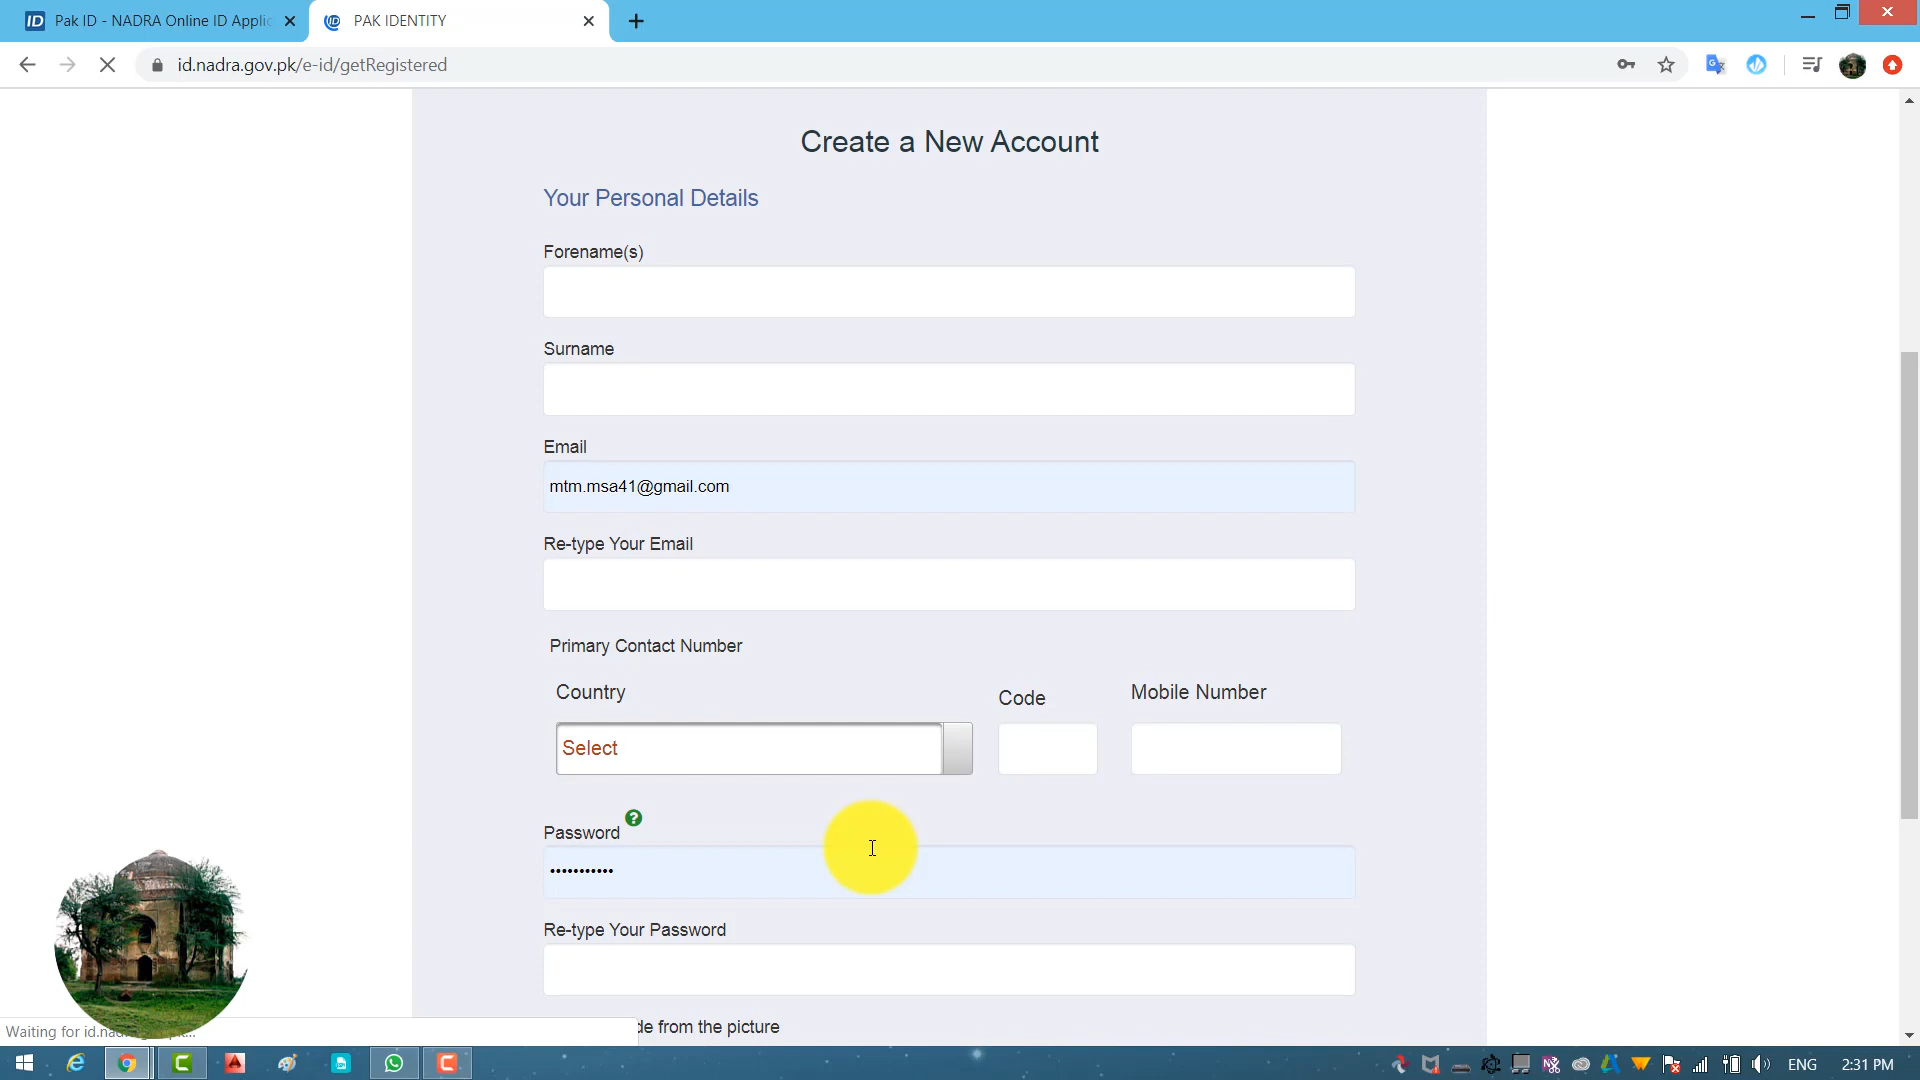 ID Pak ID - NADRA Online ID Applic
PAK IDENTITY
id.nadra.gov.pk/e-id/getRegistered
Create a New Account
Your Personal Details
Forename(s)
Surname
Email
mtm.msa41@gmail.com
Re-type Your Email
Primary Contact Number
Country
Code
Mobile Number
Select
Password
Re-type Your Password
de from the picture
Waiting for id.na
ENG
2:31 PM